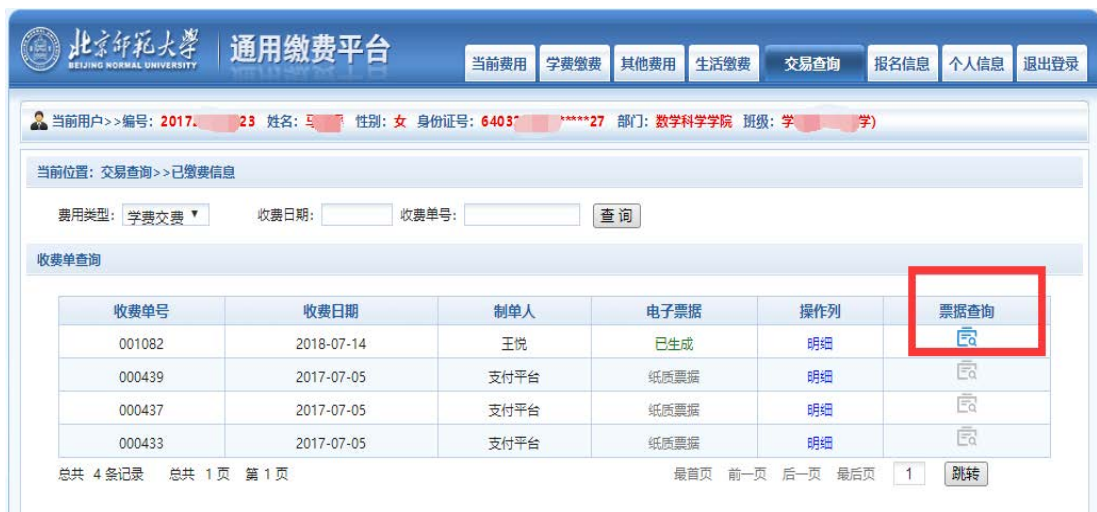 北京师范大学 通用缴费平台
BEIJING NORMAL UNIVERSITY
当前费用 学费缴费 其他费用 生活缴费 交易查询 报名信息 个人信息 退出登录
当前用户>>编号: 2017 23 姓名: 性别: 女 身份证号: 6403 *****27 部门: 数学科学学院 班级: 学 学)
当前位置: 交易查询>>已缴费信息
费用类型: 学费交费 收费日期: 收费单号: 查询
收费单查询
收费单号 收费日期 制单人 电子票据 操作列 票据查询
001082 2018-07-14 王悦 已生成 明细
000439 2017-07-05 支付平台 纸质票据 明细
000437 2017-07-05 支付平台 纸质票据 明细
000433 2017-07-05 支付平台 纸质票据 明细
总共 4 条记录 总共 1 页 第 1 页 最首页 前一页 后一页 最后页 1 跳转